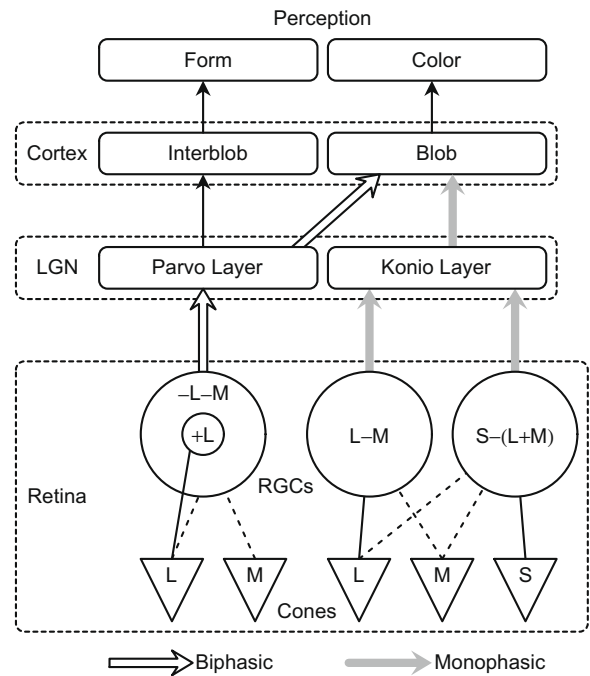 Perception
Form
Color
Cortex
Interblob
Blob
LGN
Parvo Layer
Konio Layer
−L−M
+L
L−M
S−(L+M)
RGCs
Retina
L
M
L
M
S
Cones
Biphasic
Monophasic